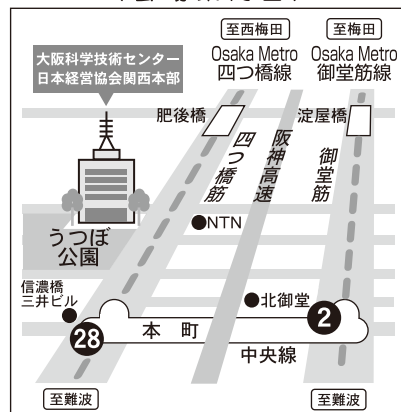 至西梅田
至梅田
大阪科学技術センター
日本経営協会関西本部
Osaka Metro
四つ橋線
Osaka Metro
御堂筋線
肥後橋
淀屋橋
四つ橋筋
阪神高速
御堂筋
うつぼ
公園
●NTN
信濃橋
三井ビル
●北御堂
28
本町
2
中央線
至難波
至難波